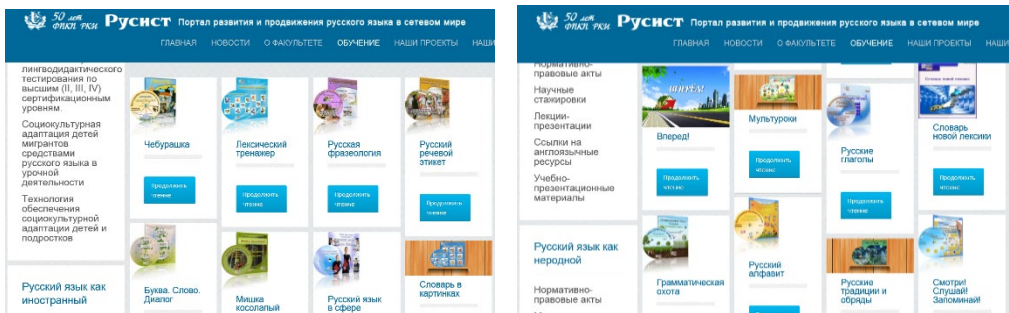 50 лет
ФПКП РКИ
Русист Портал развития и продвижения русского языка в сетевом мире
ГЛАВНАЯ НОВОСТИ О ФАКУЛЬТЕТЕ ОБУЧЕНИЕ НАШИ ПРОЕКТЫ НАШИ
лингводидактического
тестирования по
высшим (II, III, IV)
сертификационным
уровням.
Социокультурная
адаптация детей
мигрантов
средствами
русского языка в
урочной
деятельности
Технология
обеспечения
социокультурной
адаптации детей и
подростков
Русский язык как
иностранный
Чебурашка
Продолжить
чтение
Лексический
тренажер
Продолжить
чтение
Русская
фразеология
Продолжить
чтение
Русский
речевой
этикет
Продолжить
чтение
Буква. Слово.
Диалог
Мишка
косолапый
Русский язык
в сфере
Словарь в
картинках
50 лет
ФПКП РКИ
Русист Портал развития и продвижения русского языка в сетевом мире
ГЛАВНАЯ НОВОСТИ О ФАКУЛЬТЕТЕ ОБУЧЕНИЕ НАШИ ПРОЕКТЫ НАШИ
Нормативно-
правовые акты
Научные
стажировки
Лекции-
презентации
Ссылки на
англоязычные
ресурсы
Учебно-
презентационные
материалы
Русский язык как
неродной
Нормативно-
правовые акты
ВПЕРЁД!
Вперед!
Продолжить
чтение
Мультуроки
Продолжить
чтение
Русские
глаголы
Продолжить
чтение
Словарь
новой лексики
Продолжить
чтение
Грамматическая
охота
Русский
алфавит
Русские
традиции и
обряды
Смотри!
Слушай!
Запоминай!